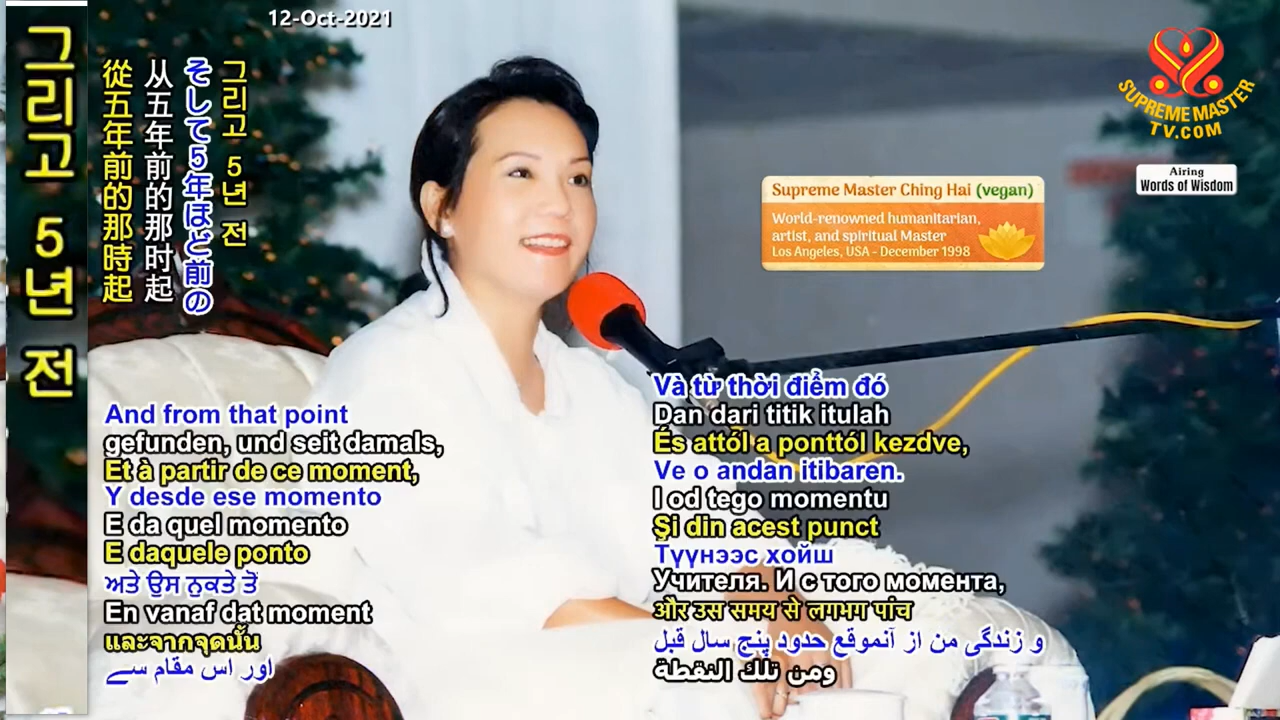 12-Oct-2021
그리고 5년 전
從五年前的那時起
从五年前的那时起
そして5年ほど前の
그리고 5년 전
SUPREME MASTER
TV.COM
Airing
Words of Wisdom
Supreme Master Ching Hai (vegan)
World-renowned humanitarian,
artist, and spiritual Master
Los Angeles, USA - December 1998
And from that point
gefunden, und seit damals,
Et à partir de ce moment,
Y desde ese momento
E da quel momento
E daquele ponto
ਅਤੇ ਉਸ ਨੁਕਤੇ ਤੋਂ
En vanaf dat moment
และจากจุดนั้น
اور اس مقام سے
Và từ thời điểm đó
Dan dari titik itulah
És attól a ponttól kezdve,
Ve o andan itibaren.
I od tego momentu
Şi din acest punct
Түүнээс хойш
Учителя. И с того момента,
और उस समय से लगभग पांच
و زندگی من از آنموقع حدود پنج سال قبل
ومن تلك النقطة